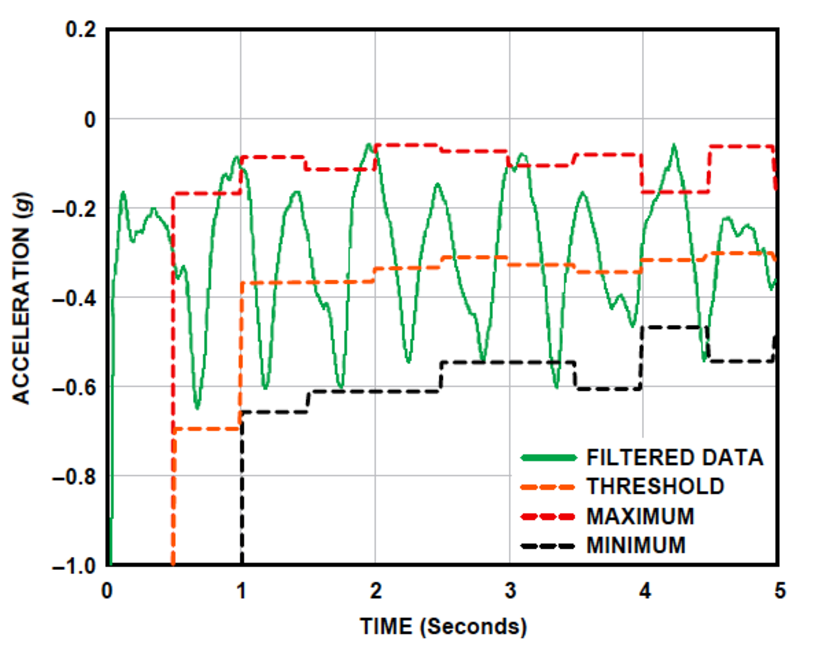 0.2
0
–0.2
–0.4
–0.6
–0.8
–1.0
ACCELERATION (g)
FILTERED DATA
THRESHOLD
MAXIMUM
MINIMUM
0 1 2 3 4 5
TIME (Seconds)